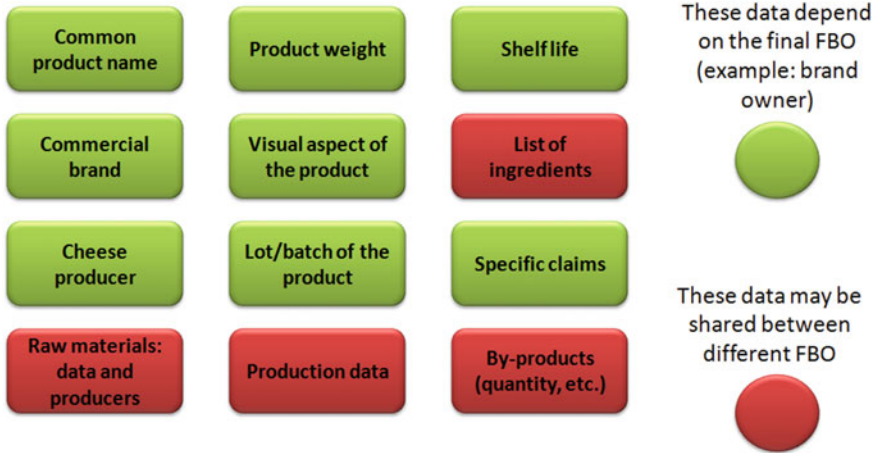 Common
product name
Product weight
Shelf life
These data depend
on the final FBO
(example: brand
owner)
Commercial
brand
Visual aspect of
the product
List of
ingredients
Cheese
producer
Lot/batch of the
product
Specific claims
These data may be
shared between
different FBO
Raw materials:
data and
producers
Production data
By-products
(quantity, etc.)